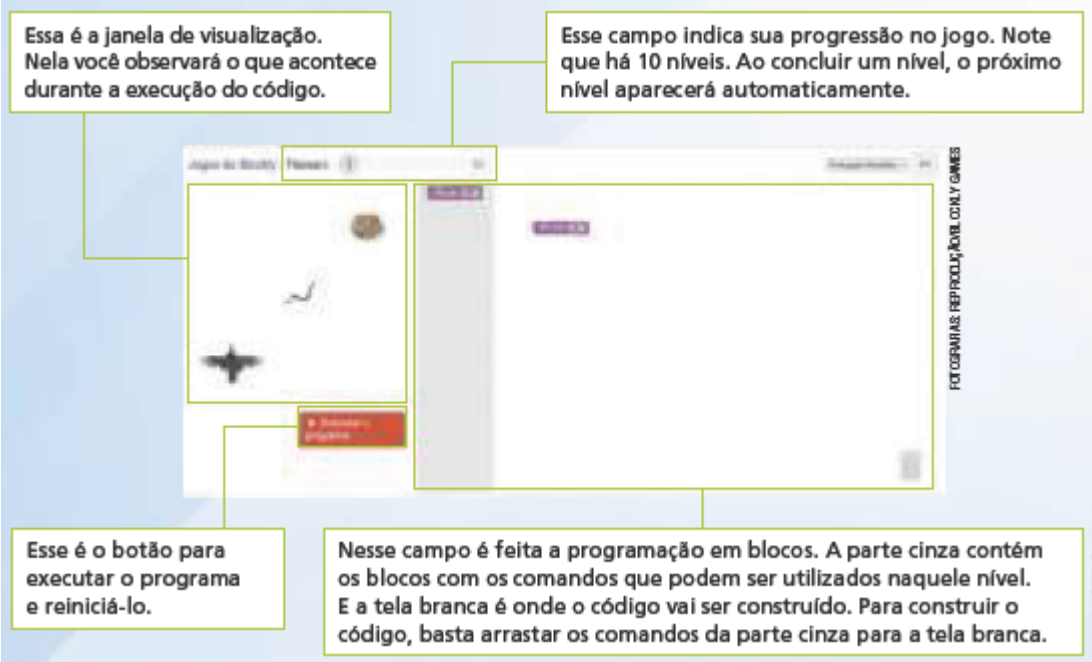 Essa é a janela de visualização.
Nela você observará o que acontece
durante a execução do código.
Esse campo indica sua progressão no jogo. Note
que há 10 níveis. Ao concluir um nível, o próximo
nível aparecerá automaticamente.
Jogos do Blockly
FOTOGRAFIAS: REPRODUÇÃO/BLOCKLY GAMES
Esse é o botão para
executar o programa
e reiniciá-lo.
Nesse campo é feita a programação em blocos. A parte cinza contém
os blocos com os comandos que podem ser utilizados naquele nível.
E a tela branca é onde o código vai ser construído. Para construir o
código, basta arrastar os comandos da parte cinza para a tela branca.